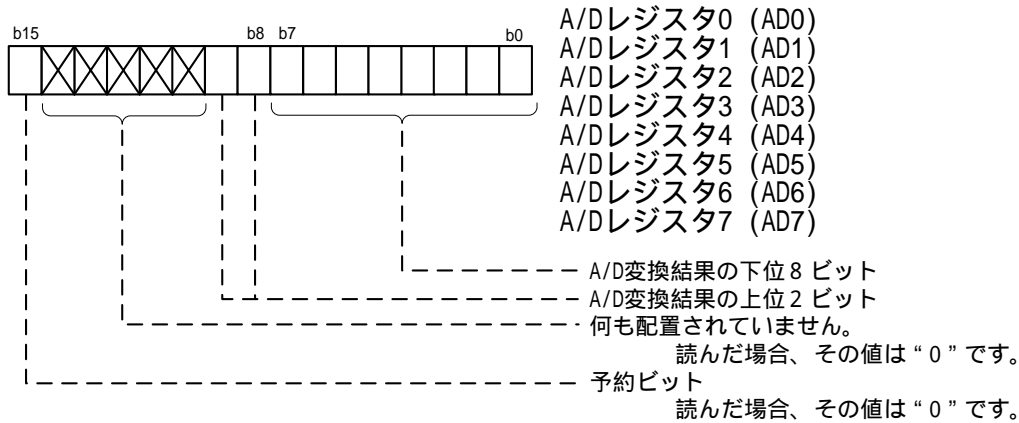 A/Dレジスタ0 (AD0)
A/Dレジスタ1 (AD1)
A/Dレジスタ2 (AD2)
A/Dレジスタ3 (AD3)
A/Dレジスタ4 (AD4)
A/Dレジスタ5 (AD5)
A/Dレジスタ6 (AD6)
A/Dレジスタ7 (AD7)
b15 b8 b7 b0
A/D変換結果の下位8ビット
A/D変換結果の上位2ビット
何も配置されていません。
読んだ場合、その値は“0”です。
予約ビット
読んだ場合、その値は“0”です。